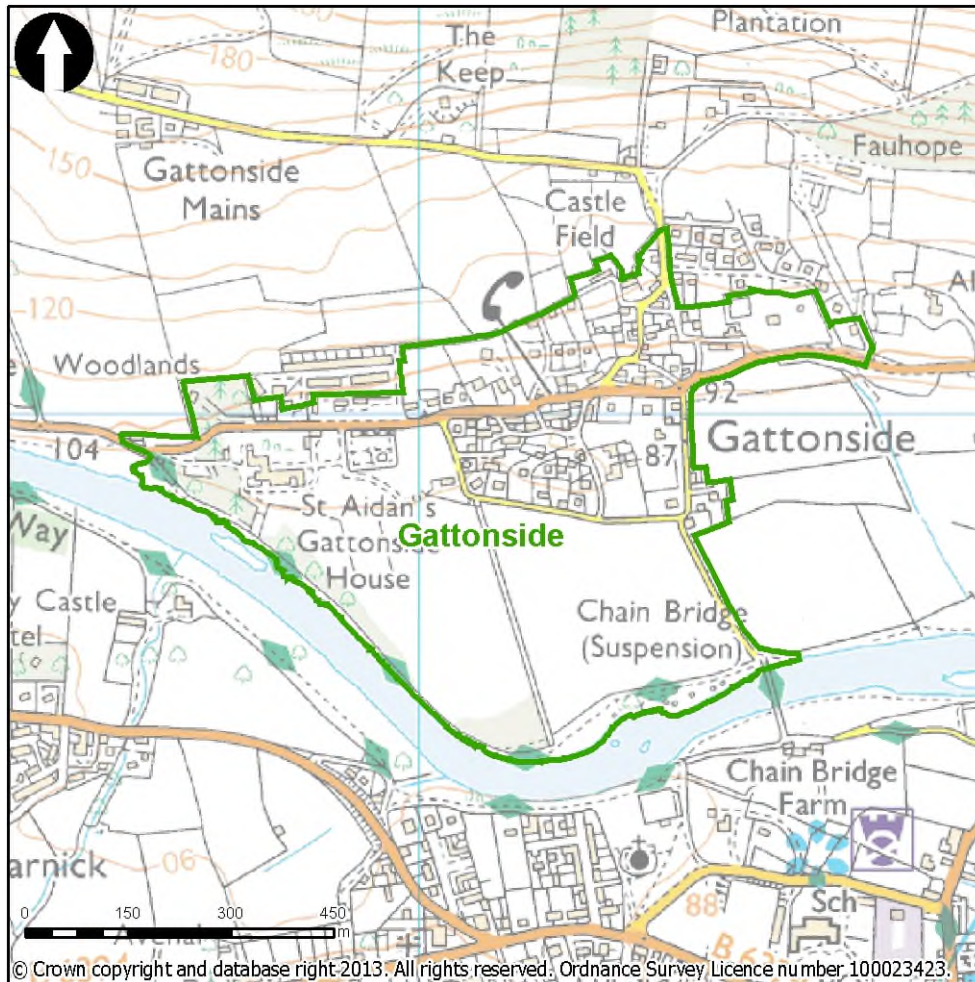 Plantation
180
The
Keep
Fauhope
150
Gattonside
Mains
Castle
Field
120
Woodlands
104
92
Gattonside
87
St. Aidan's
Gattonside
House
Gattonside
Way
y Castle
tel
Chain Bridge
(Suspension)
Chain Bridge
Farm
arnick
90
88
Sch
0 150 300 450
m
© Crown copyright and database right 2013. All rights reserved. Ordnance Survey Licence number 100023423.